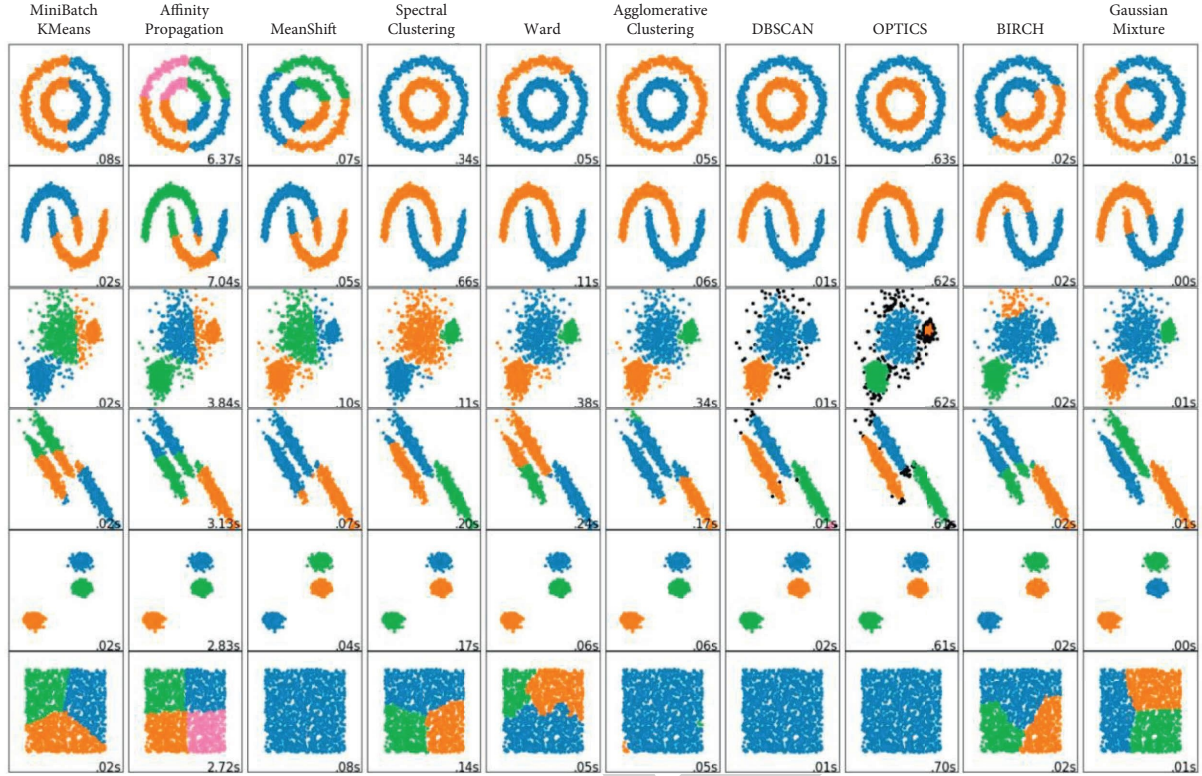 MiniBatch
KMeans
Affinity
Propagation
MeanShift
Spectral
Clustering
Ward
Agglomerative
Clustering
DBSCAN
OPTICS
BIRCH
Gaussian
Mixture
.08s 6.37s .07s .34s .05s .05s .01s .63s .02s .01s
.02s 7.04s .05s .66s .11s .06s .01s .62s .02s .00s
.02s 3.84s .10s .11s .38s .34s .01s .62s .02s .01s
.02s 3.13s .07s .20s .24s .17s .01s .02s .01s
.02s 2.83s .04s .17s .06s .06s .02s .61s .02s .00s
.02s 2.72s .08s .14s .05s .05s .01s .70s .02s .01s